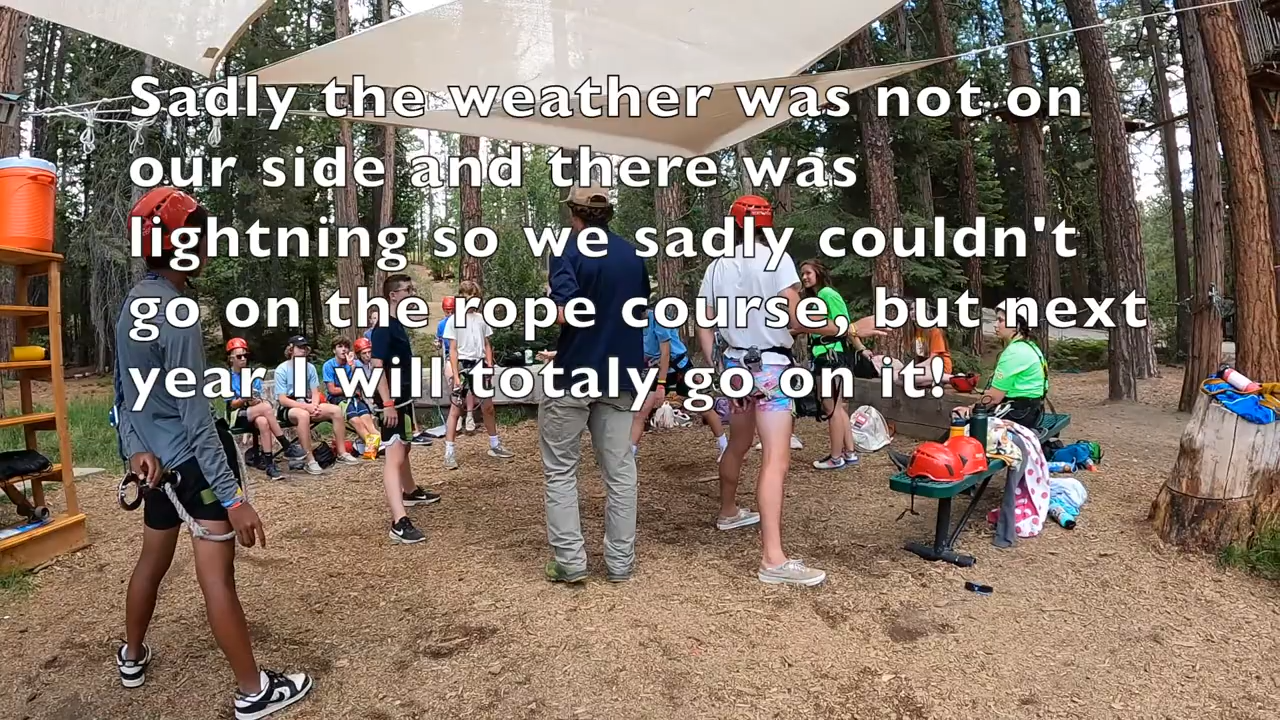 Sadly the weather was not on
our side and there was
lightning so we sadly couldn't
go on the rope course, but next
year I will totaly go on it!